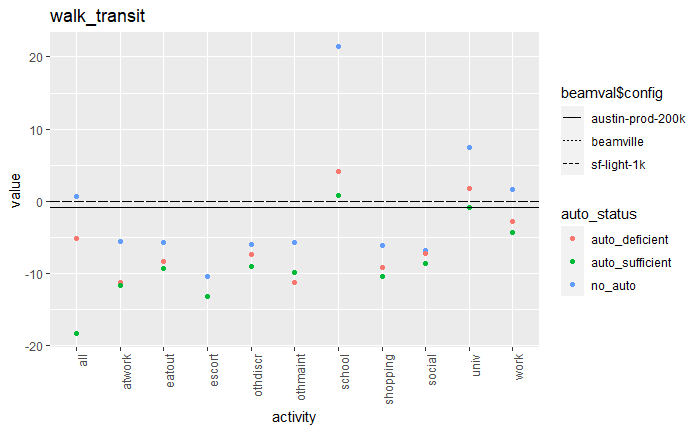 walk_transit
20
10
0
-10
-20
value
all
atwork
eatout
escort
othdiscr
othmaint
school
shopping
social
univ
work
activity
beamval$config
austin-prod-200k
beamville
sf-light-1k
auto_status
auto_deficient
auto_sufficient
no_auto